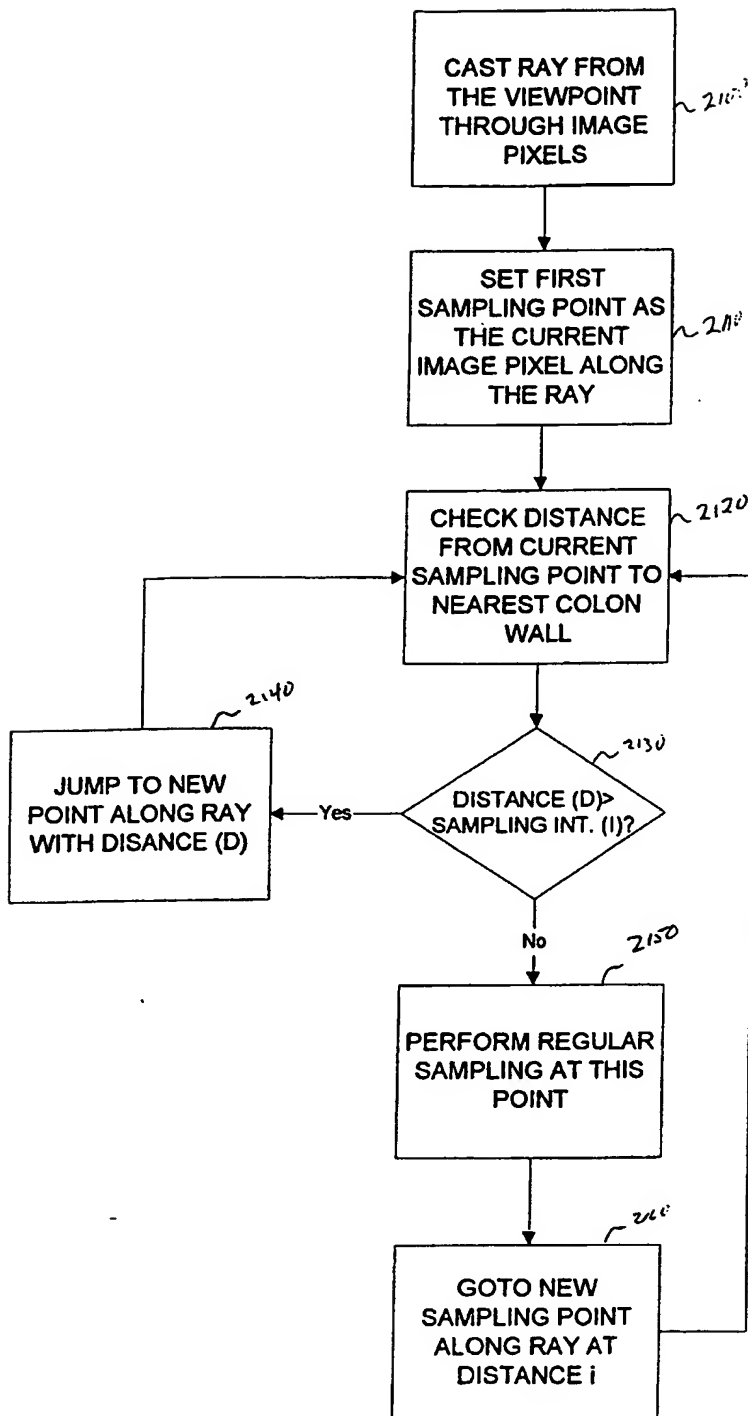 CAST RAY FROM
THE VIEWPOINT
THROUGH IMAGE
PIXELS
SET FIRST
SAMPLING POINT AS
THE CURRENT
IMAGE PIXEL ALONG
THE RAY
2110
CHECK DISTANCE
FROM CURRENT
SAMPLING POINT TO
NEAREST COLON
WALL
2120
2140
JUMP TO NEW
POINT ALONG RAY
WITH DISANCE (D)
Yes
2130
DISTANCE (D)>
SAMPLING INT. (I)?
No
2150
PERFORM REGULAR
SAMPLING AT THIS
POINT
GOTO NEW
SAMPLING POINT
ALONG RAY AT
DISTANCE i